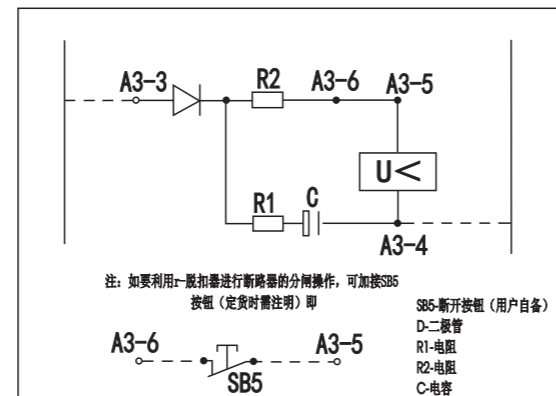 A3-3
R2
A3-6
A3-5
U<
R1
C
A3-4
注：如要利用r-脱扣器进行断路器的分闸操作，可加接SB5
按钮（定货时需注明）即
A3-6
A3-5
SB5
SB5-断开按钮（用户自备）
D-二极管
R1-电阻
R2-电阻
C-电容